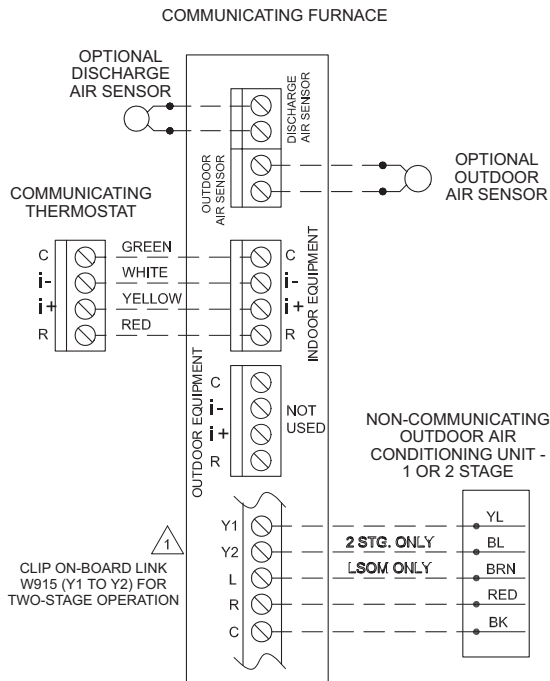 COMMUNICATING FURNACE
OPTIONAL
DISCHARGE
AIR SENSOR
DISCHARGE
AIR SENSOR
OUTDOOR
AIR SENSOR
OPTIONAL
OUTDOOR
AIR SENSOR
COMMUNICATING
THERMOSTAT
C GREEN C
i- WHITE i-
i+ YELLOW i+
R RED R
INDOOR EQUIPMENT
OUTDOOR EQUIPMENT
C
i-
i+
R
NOT
USED
NON-COMMUNICATING
OUTDOOR AIR
CONDITIONING UNIT -
1 OR 2 STAGE
1
CLIP ON-BOARD LINK
W915 (Y1 TO Y2) FOR
TWO-STAGE OPERATION
Y1 YL
Y2 2 STG. ONLY BL
L LSOM ONLY BRN
R RED
C BK